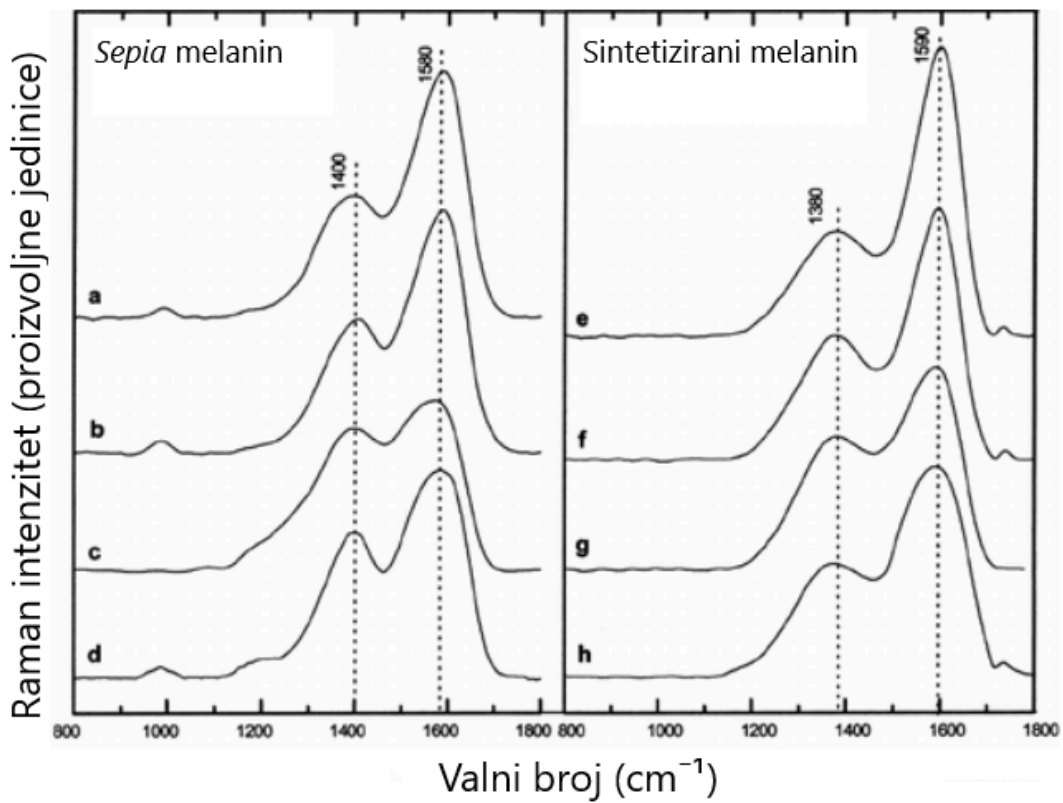 Sepia melanin
1580
1400
a
b
c
d
Sintetizirani melanin
1590
1380
e
f
g
h
Raman intenzitet (proizvoljne jedinice)
800 1000 1200 1400 1600 1800
800 1000 1200 1400 1600 1800
Valni broj (cm⁻¹)